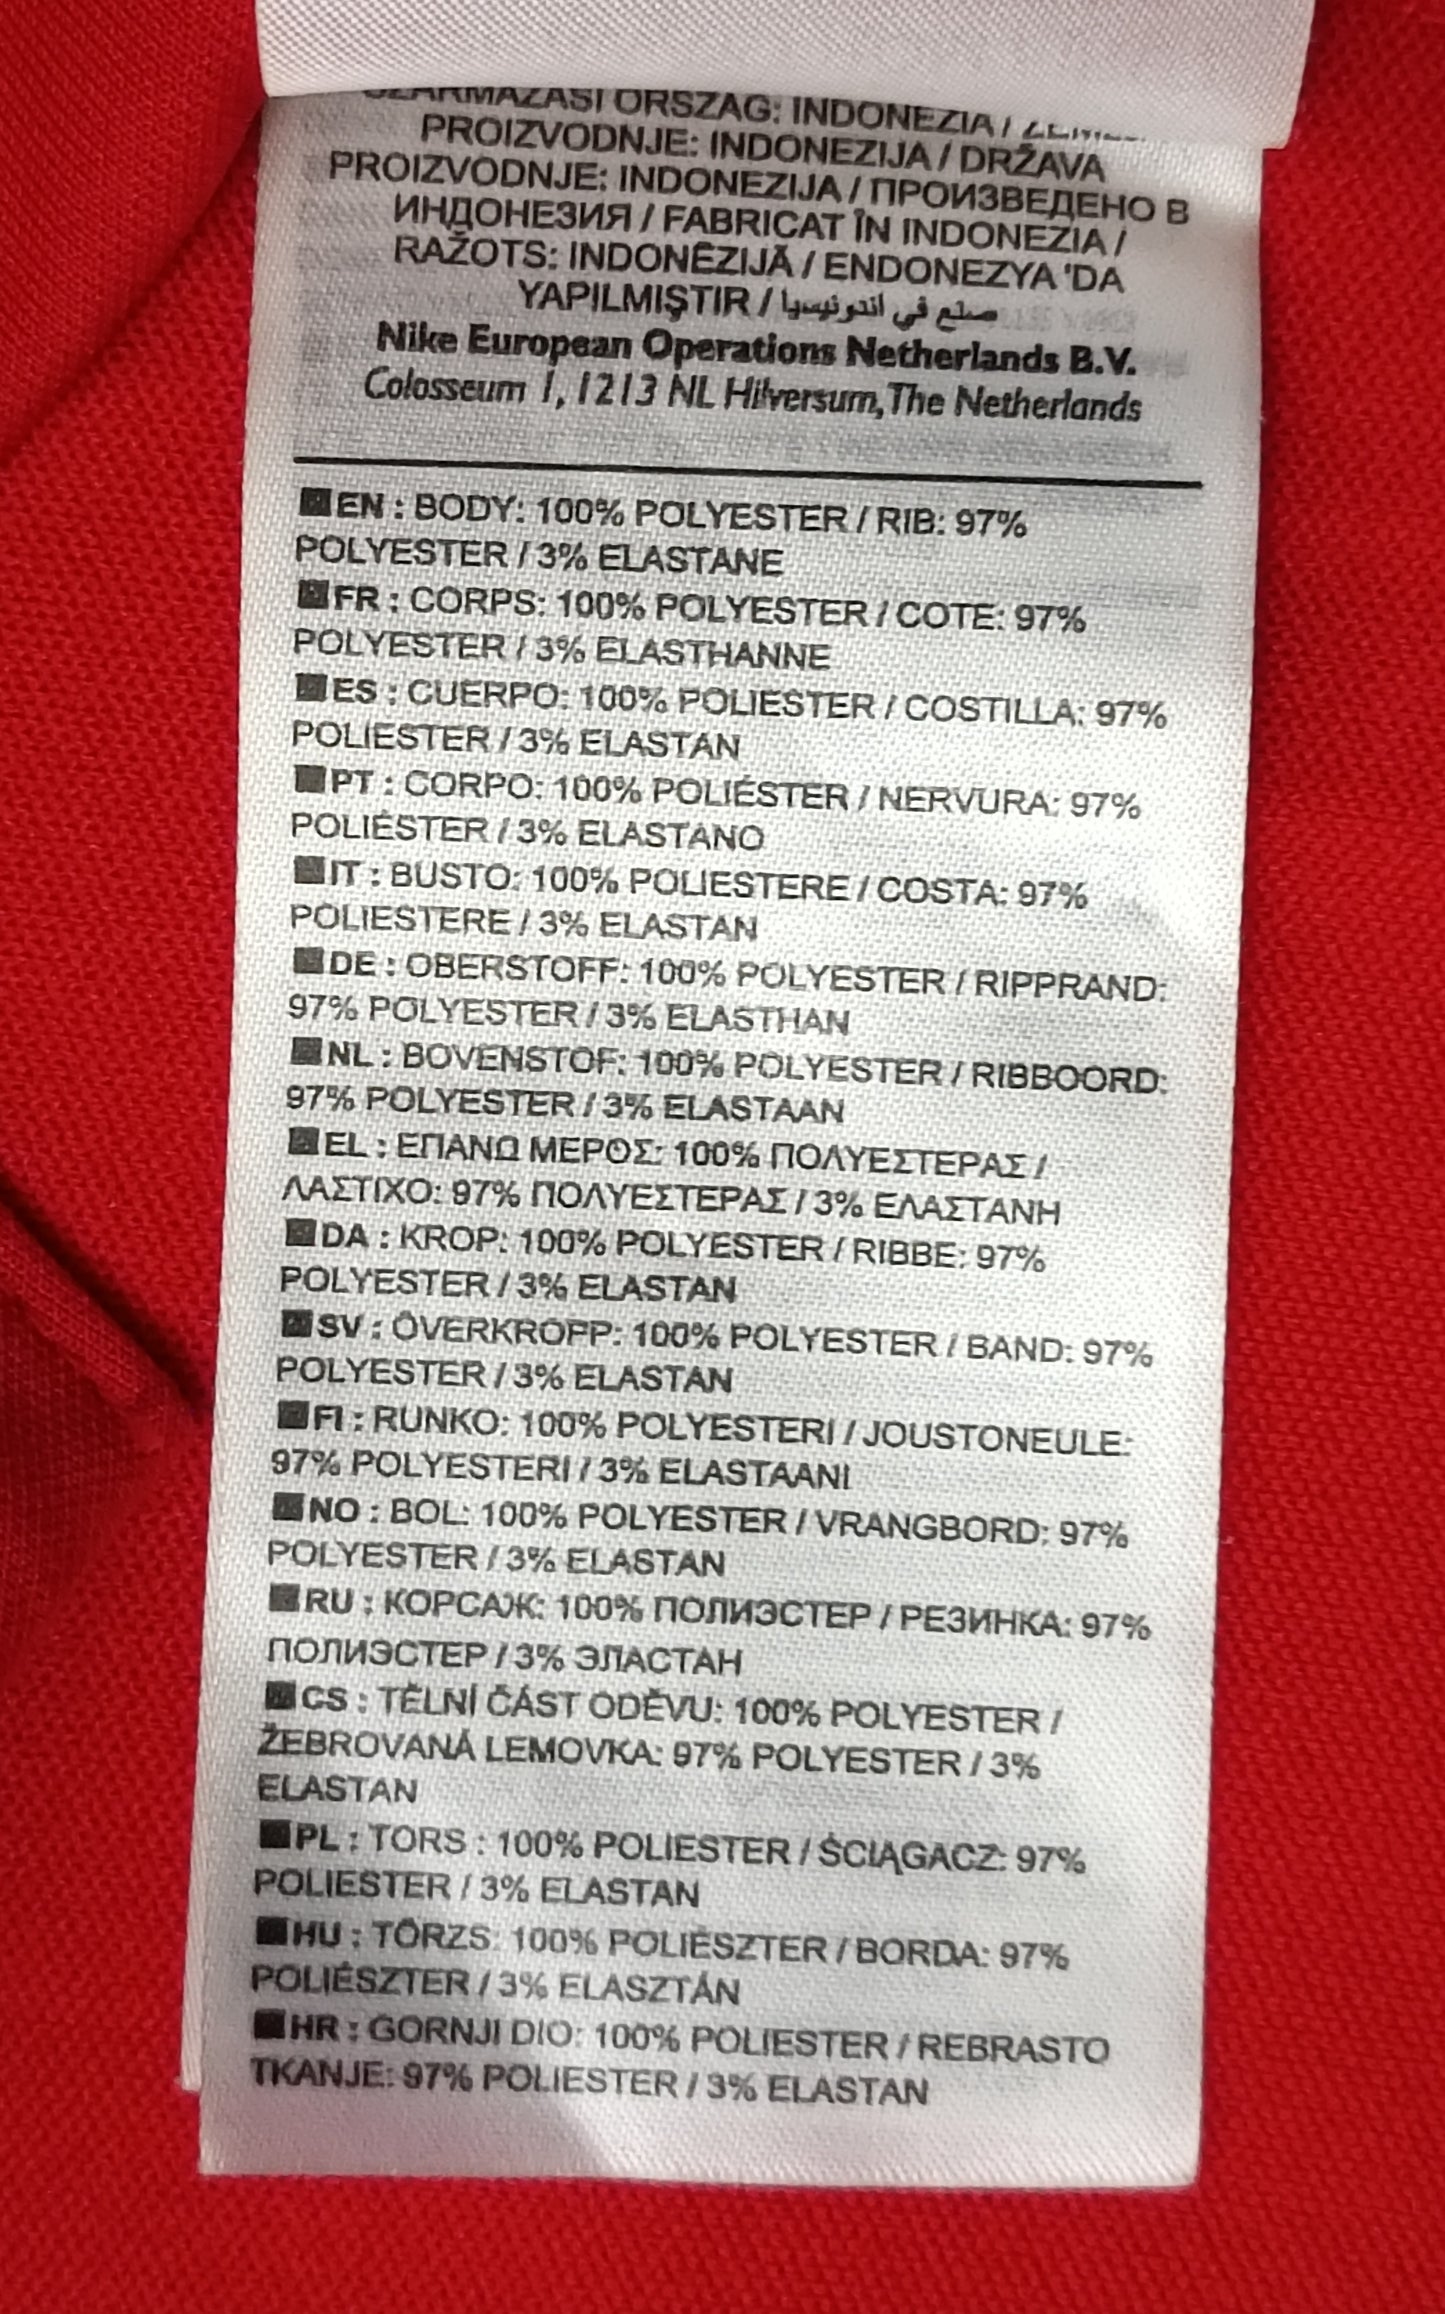 SZÁRMAZÁSI ORSZÁG: INDONÉZIA /
PROIZVODNJE: INDONEZIJA / DRŽAVA
PROIZVODNJE: INDONEZIJA / ПРОИЗВЕДЕНО В
ИНДОНЕЗИЯ / FABRICAT ÎN INDONEZIA /
RAŽOTS: INDONĒZIJĀ / ENDONEZYA 'DA
YAPILMIŞTIR / صنع في اندونيسيا
Nike European Operations Netherlands B.V.
Colosseum 1, 1213 NL Hilversum, The Netherlands
EN : BODY: 100% POLYESTER / RIB: 97%
POLYESTER / 3% ELASTANE
FR : CORPS: 100% POLYESTER / COTE: 97%
POLYESTER / 3% ELASTHANNE
ES : CUERPO: 100% POLIESTER / COSTILLA: 97%
POLIESTER / 3% ELASTAN
PT : CORPO: 100% POLIÉSTER / NERVURA: 97%
POLIÉSTER / 3% ELASTANO
IT : BUSTO: 100% POLIESTERE / COSTA: 97%
POLIESTERE / 3% ELASTAN
DE : OBERSTOFF: 100% POLYESTER / RIPPRAND:
97% POLYESTER / 3% ELASTHAN
NL : BOVENSTOF: 100% POLYESTER / RIBBOORD:
97% POLYESTER / 3% ELASTAAN
EL : ΕΠΑΝΩ ΜΕΡΟΣ: 100% ΠΟΛΥΕΣΤΕΡΑΣ /
ΛΑΣΤΙΧΟ: 97% ΠΟΛΥΕΣΤΕΡΑΣ / 3% ΕΛΑΣΤΑΝΗ
DA : KROP: 100% POLYESTER / RIBBE: 97%
POLYESTER / 3% ELASTAN
SV : ÖVERKROPP: 100% POLYESTER / BAND: 97%
POLYESTER / 3% ELASTAN
FI : RUNKO: 100% POLYESTERI / JOUSTONEULE:
97% POLYESTERI / 3% ELASTAANI
NO : BOL: 100% POLYESTER / VRANGBORD: 97%
POLYESTER / 3% ELASTAN
RU : КОРСАЖ: 100% ПОЛИЭСТЕР / РЕЗИНКА: 97%
ПОЛИЭСТЕР / 3% ЭЛАСТАН
CS : TĚLNÍ ČÁST ODĚVU: 100% POLYESTER /
ŽEBROVANÁ LEMOVKA: 97% POLYESTER / 3%
ELASTAN
PL : TORS : 100% POLIESTER / ŚCIĄGACZ: 97%
POLIESTER / 3% ELASTAN
HU : TÖRZS: 100% POLIÉSZTER / BORDA: 97%
POLIÉSZTER / 3% ELASZTÁN
HR : GORNJI DIO: 100% POLIESTER / REBRASTO
TKANJE: 97% POLIESTER / 3% ELASTAN